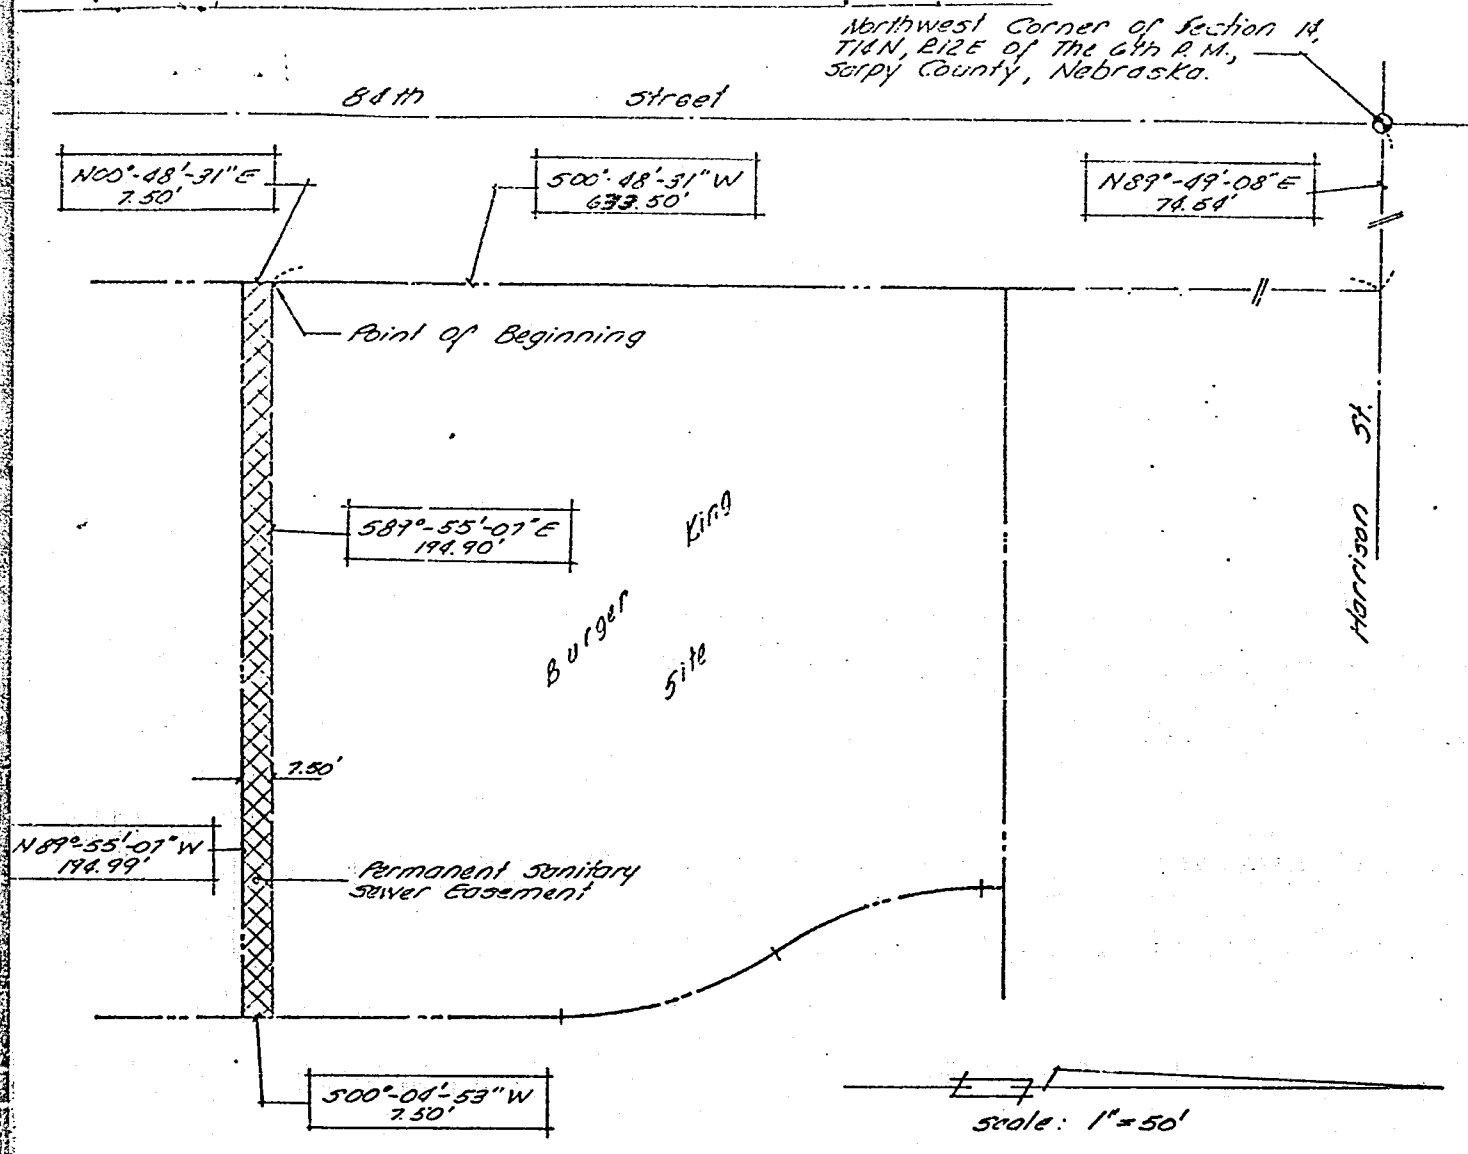 Northwest Corner of Section 14,
T14N, R12E of The 6th P.M.,
Sarpy County, Nebraska.
84th Street
N00°-48'-31"E
7.50'
S00°-48'-31"W
633.50'
N89°-49'-08"E
74.64'
Point of Beginning
S89°-55'-07"E
194.90'
Burger King
Site
Harrison St.
7.50'
N89°-55'-07"W
194.99'
Permanent Sanitary
Sewer Easement
S00°-04'-53"W
7.50'
Scale: 1"=50'